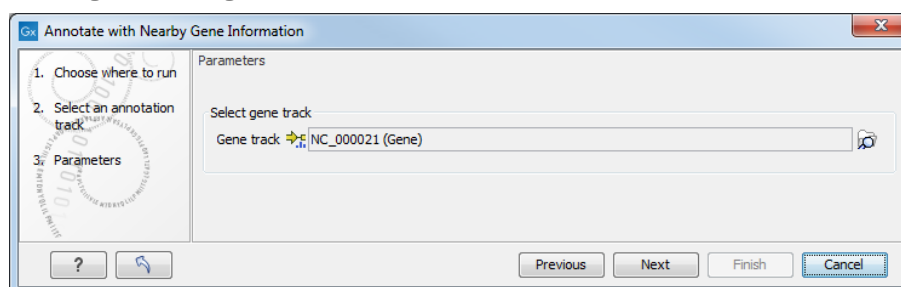 Gx Annotate with Nearby Gene Information
1. Choose where to run
2. Select an annotation
track
3. Parameters
Parameters
Select gene track
Gene track NC_000021 (Gene)
? Previous Next Finish Cancel